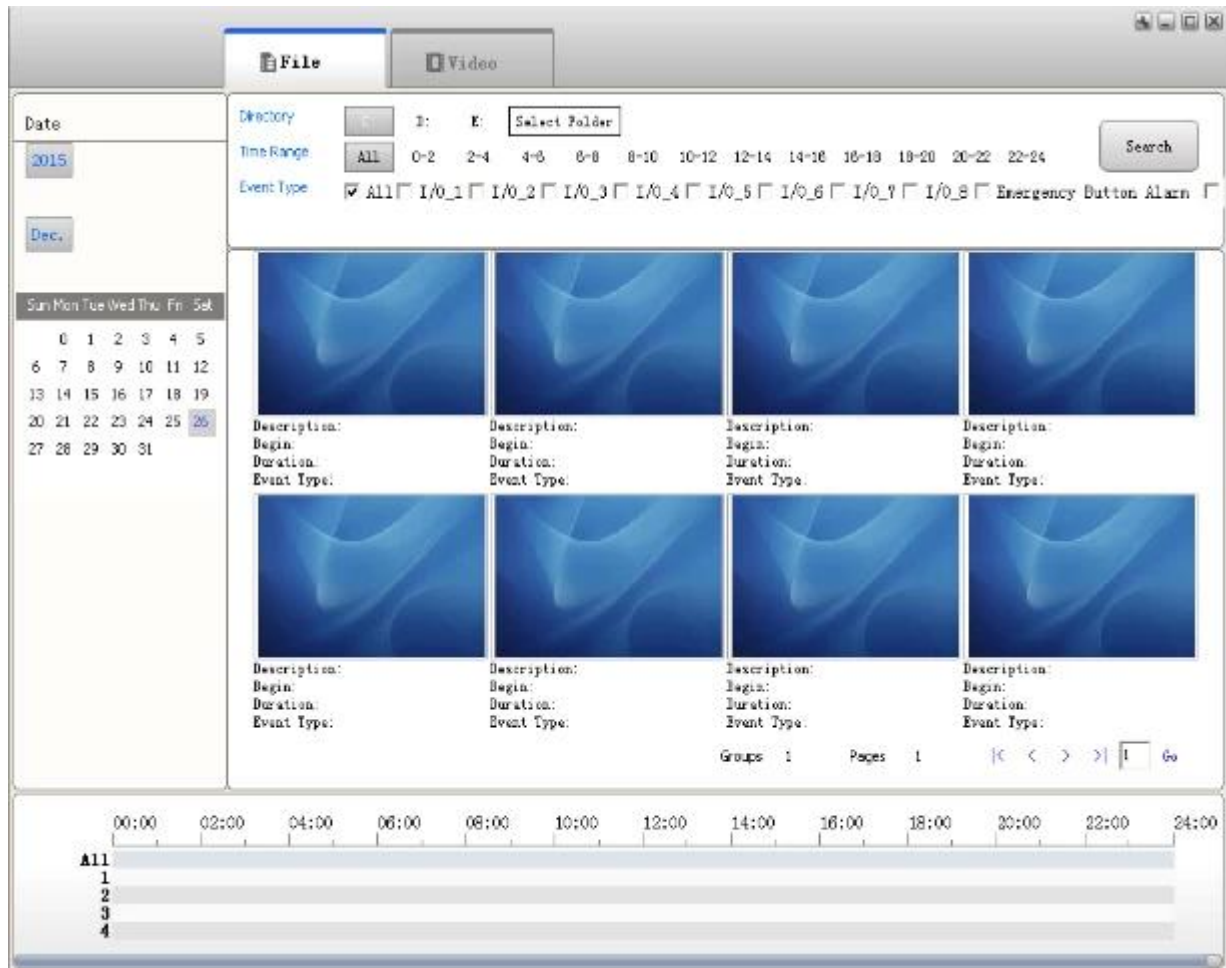 File Video
Date
2015
Dec.
Sun Mon Tue Wed Thu Fri Sat
0 1 2 3 4 5
6 7 8 9 10 11 12
13 14 15 16 17 18 19
20 21 22 23 24 25 26
27 28 29 30 31
Directory D: E: Select Folder
Time Range All 0-2 2-4 4-6 6-8 8-10 10-12 12-14 14-16 16-18 18-20 20-22 22-24
Search
Event Type All I/O_1 I/O_2 I/O_3 I/O_4 I/O_5 I/O_6 I/O_7 I/O_8 Emergency Button Alarm
Description: Description: Description: Description:
Begin: Begin: Begin: Begin:
Duration: Duration: Duration: Duration:
Event Type: Event Type: Event Type: Event Type:
Description: Description: Description: Description:
Begin: Begin: Begin: Begin:
Duration: Duration: Duration: Duration:
Event Type: Event Type: Event Type: Event Type:
Groups 1 Pages 1 |< < > >| 1 Go
00:00 02:00 04:00 06:00 08:00 10:00 12:00 14:00 16:00 18:00 20:00 22:00 24:00
All
1
2
3
4